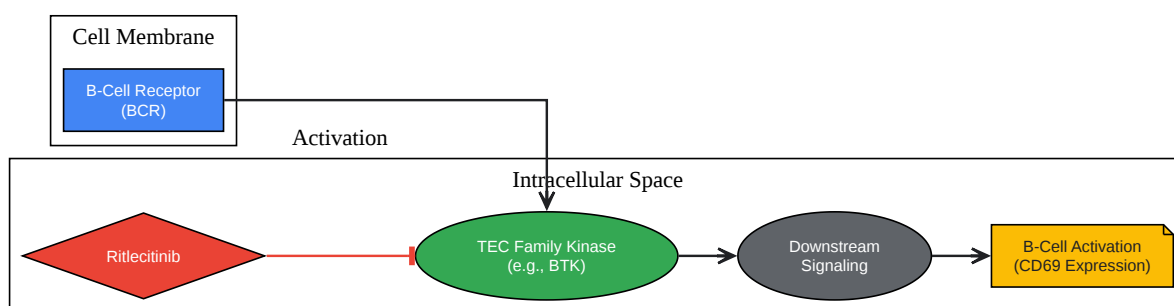 Cell Membrane
B-Cell Receptor
(BCR)
Activation
Intracellular Space
Ritlecitinib
TEC Family Kinase
(e.g., BTK)
Downstream
Signaling
B-Cell Activation
(CD69 Expression)